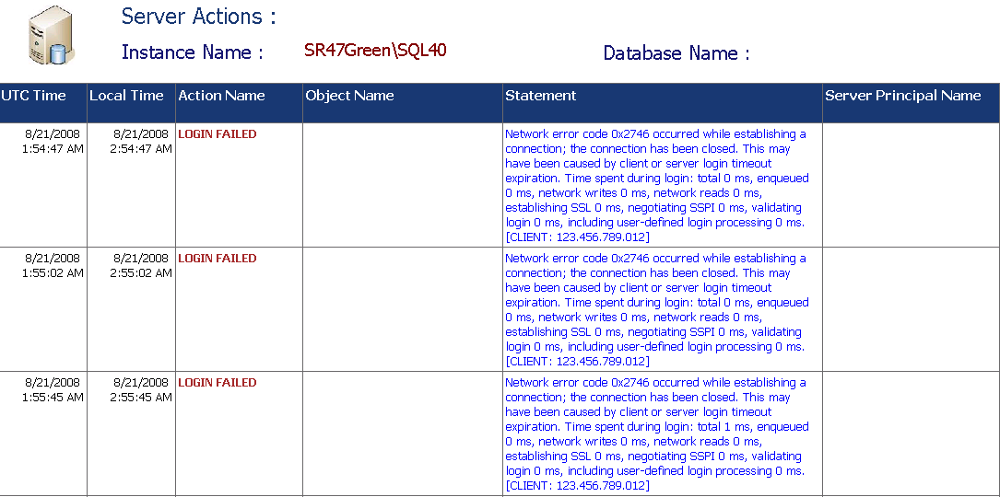 Server Actions :
Instance Name : SR47Green\SQL40 Database Name :
UTC Time Local Time Action Name Object Name Statement Server Principal Name
8/21/2008 8/21/2008 LOGIN FAILED Network error code 0x2746 occurred while establishing a
1:54:47 AM 2:54:47 AM connection; the connection has been closed. This may
have been caused by client or server login timeout
expiration. Time spent during login: total 0 ms, enqueued
0 ms, network writes 0 ms, network reads 0 ms,
establishing SSL 0 ms, negotiating SSPI 0 ms, validating
login 0 ms, including user-defined login processing 0 ms.
[CLIENT: 123.456.789.012]
8/21/2008 8/21/2008 LOGIN FAILED Network error code 0x2746 occurred while establishing a
1:55:02 AM 2:55:02 AM connection; the connection has been closed. This may
have been caused by client or server login timeout
expiration. Time spent during login: total 0 ms, enqueued
0 ms, network writes 0 ms, network reads 0 ms,
establishing SSL 0 ms, negotiating SSPI 0 ms, validating
login 0 ms, including user-defined login processing 0 ms.
[CLIENT: 123.456.789.012]
8/21/2008 8/21/2008 LOGIN FAILED Network error code 0x2746 occurred while establishing a
1:55:45 AM 2:55:45 AM connection; the connection has been closed. This may
have been caused by client or server login timeout
expiration. Time spent during login: total 1 ms, enqueued
0 ms, network writes 0 ms, network reads 0 ms,
establishing SSL 0 ms, negotiating SSPI 0 ms, validating
login 0 ms, including user-defined login processing 0 ms.
[CLIENT: 123.456.789.012]